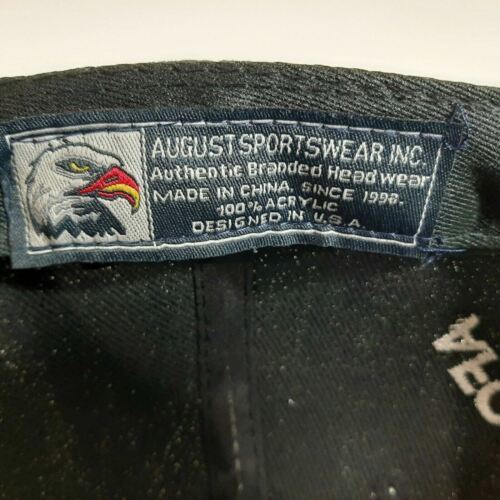 AUGUST SPORTSWEAR INC.
Authentic Branded Headwear
MADE IN CHINA. SINCE 1998.
100% ACRYLIC
DESIGNED IN U.S.A.